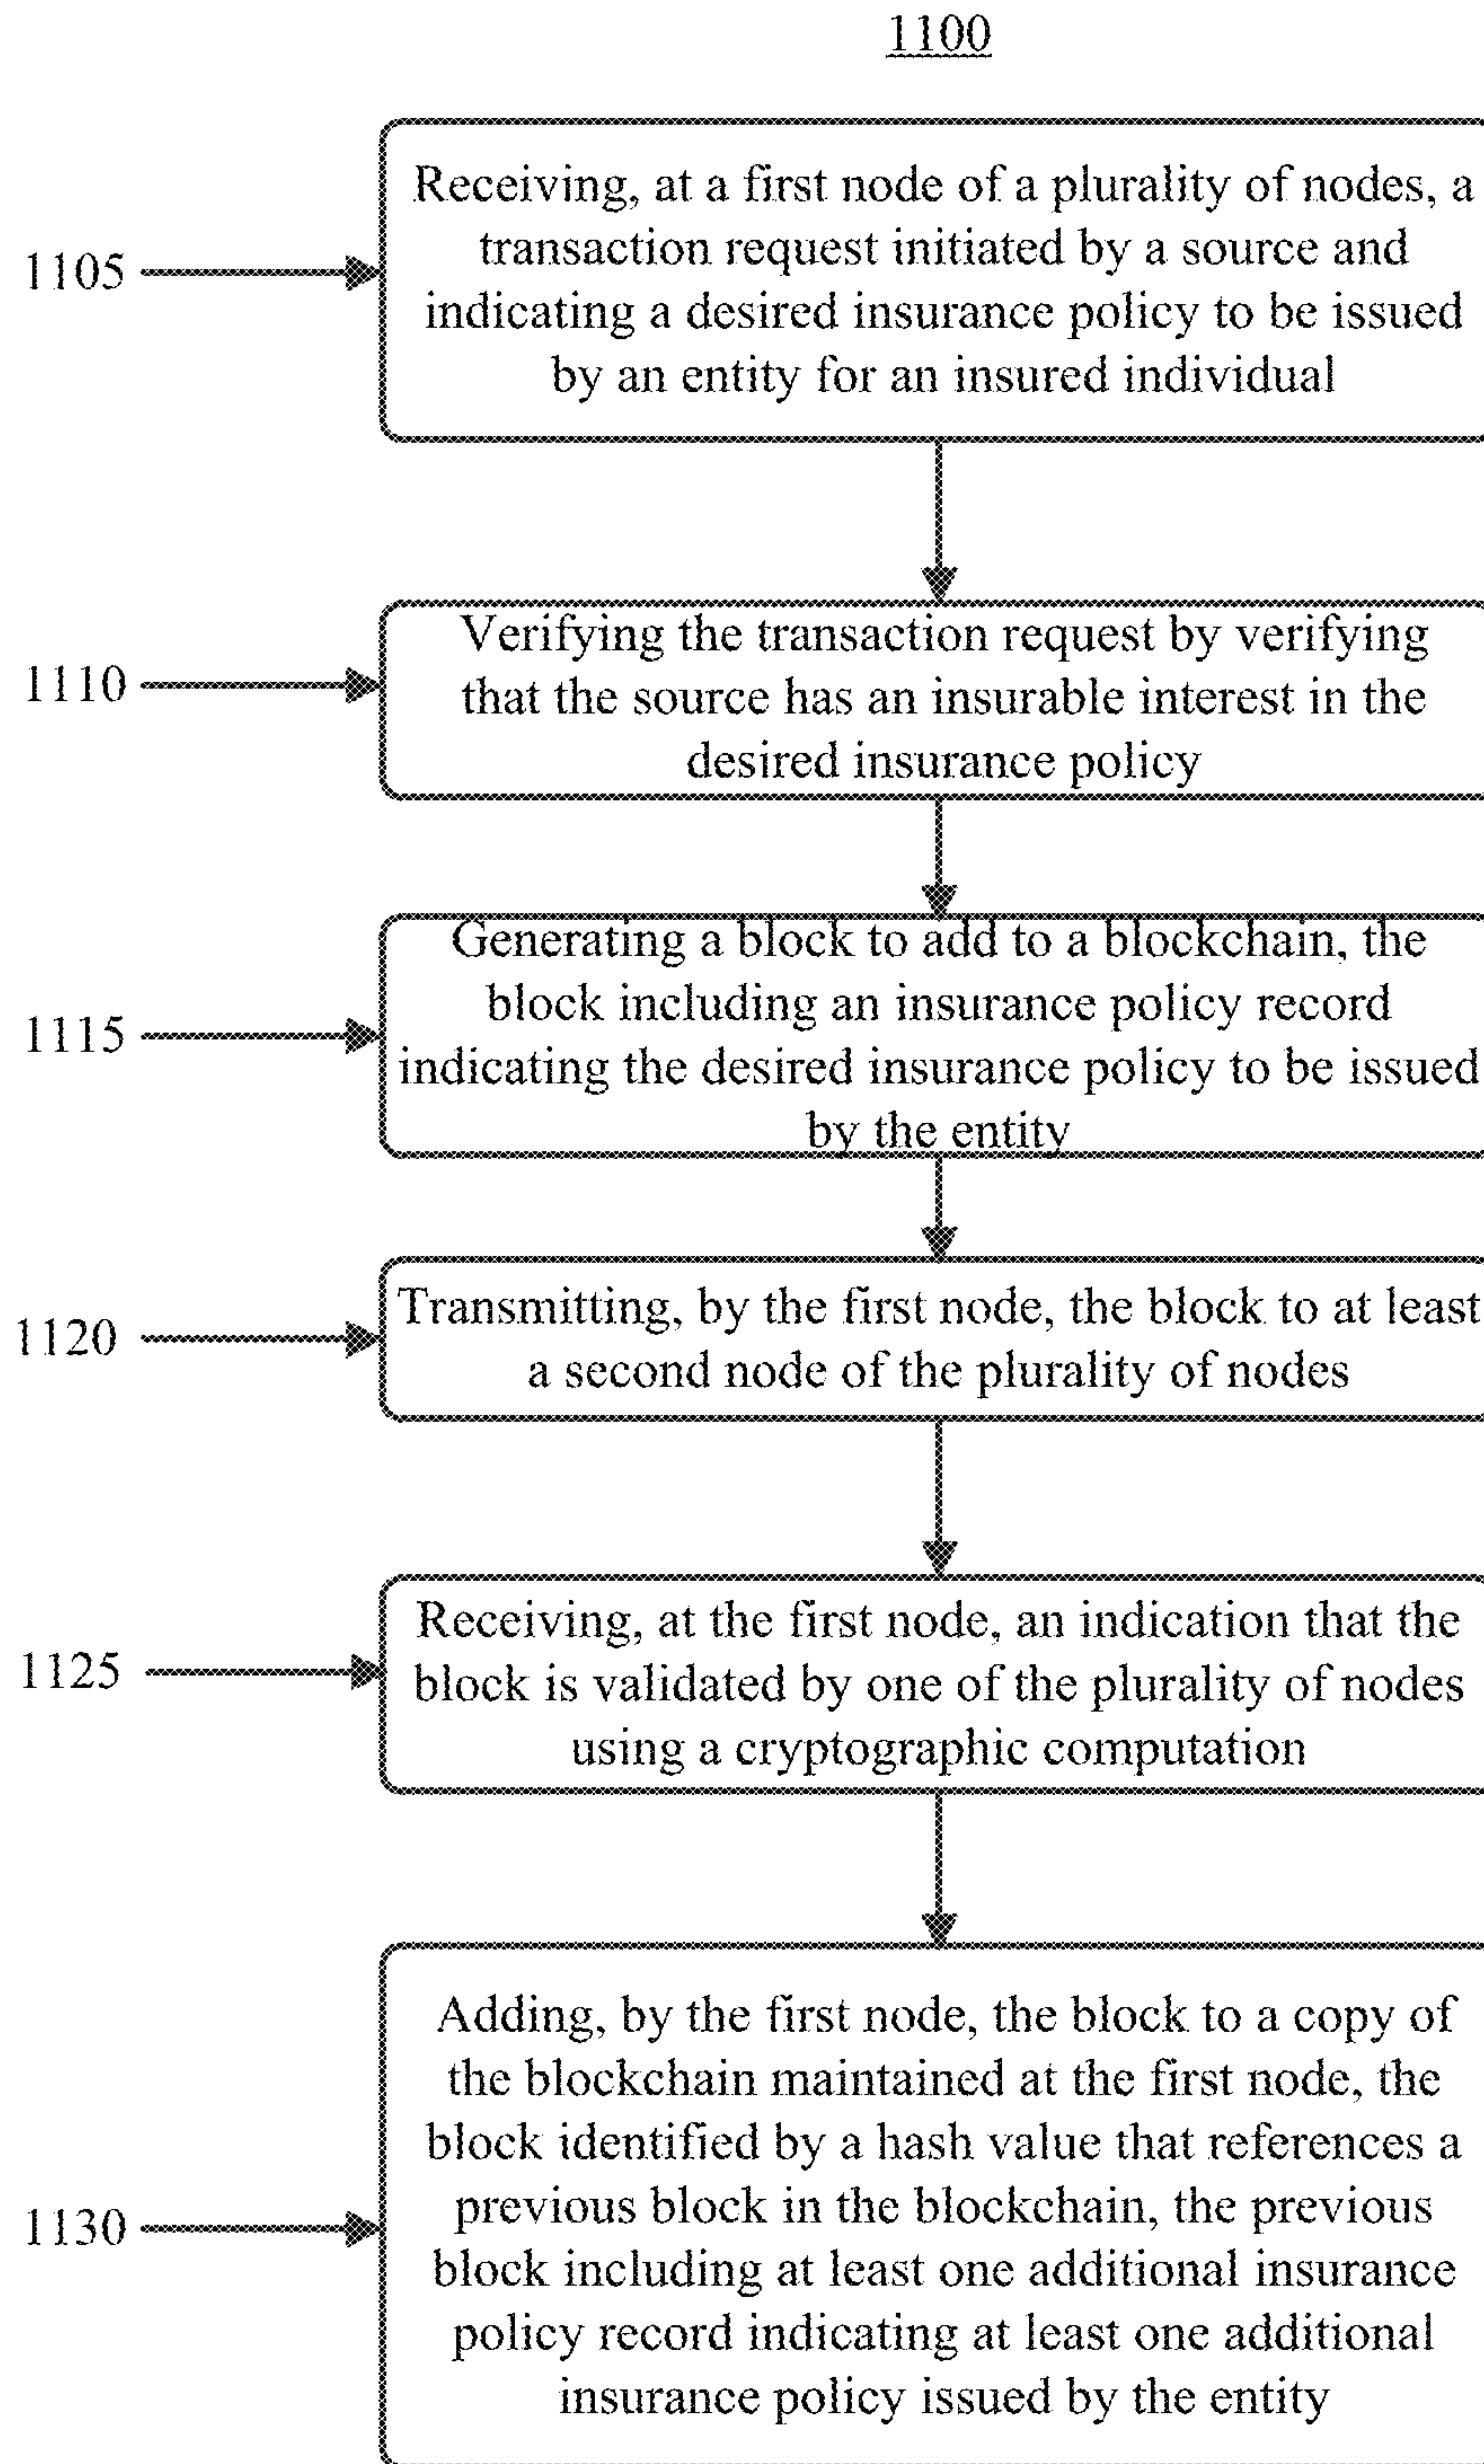 1100
Receiving, at a first node of a plurality of nodes, a
transaction request initiated by a source and
indicating a desired insurance policy to be issued
by an entity for an insured individual
1105
Verifying the transaction request by verifying
that the source has an insurable interest in the
desired insurance policy
1110
Generating a block to add to a blockchain, the
block including an insurance policy record
indicating the desired insurance policy to be issued
by the entity
1115
Transmitting, by the first node, the block to at least
a second node of the plurality of nodes
1120
Receiving, at the first node, an indication that the
block is validated by one of the plurality of nodes
using a cryptographic computation
1125
Adding, by the first node, the block to a copy of
the blockchain maintained at the first node, the
block identified by a hash value that references a
previous block in the blockchain, the previous
block including at least one additional insurance
policy record indicating at least one additional
insurance policy issued by the entity
1130